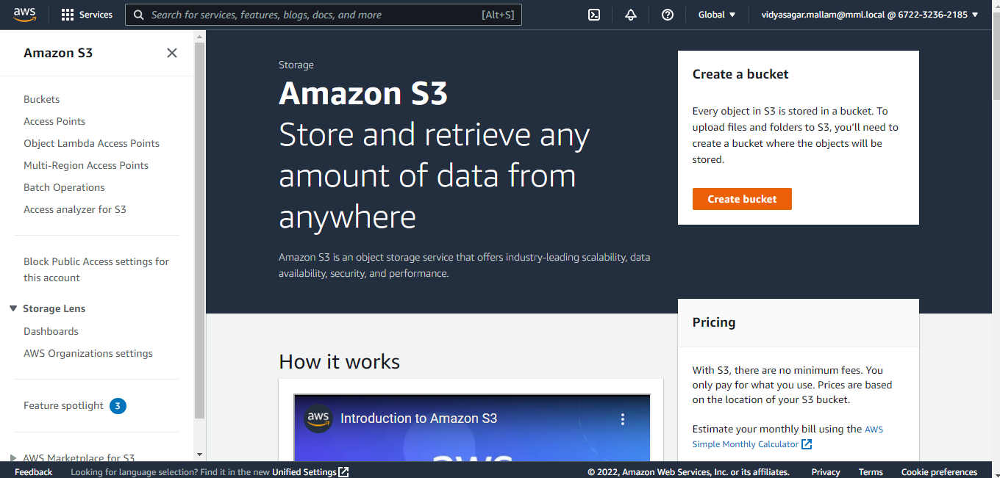 aws
Services
Search for services, features, blogs, docs, and more
[Alt+S]
Global
vidyasagar.mallam@mml.local @ 6722-3236-2185
Amazon S3
Buckets
Access Points
Object Lambda Access Points
Multi-Region Access Points
Batch Operations
Access analyzer for S3
Block Public Access settings for
this account
Storage Lens
Dashboards
AWS Organizations settings
Feature spotlight 3
AWS Marketplace for S3
Storage
Amazon S3
Store and retrieve any
amount of data from
anywhere
Amazon S3 is an object storage service that offers industry-leading scalability, data
availability, security, and performance.
Create a bucket
Every object in S3 is stored in a bucket. To
upload files and folders to S3, you'll need to
create a bucket where the objects will be
stored.
Create bucket
How it works
aws
Introduction to Amazon S3
aws
Pricing
With S3, there are no minimum fees. You
only pay for what you use. Prices are based
on the location of your S3 bucket.
Estimate your monthly bill using the AWS
Simple Monthly Calculator
Feedback
Looking for language selection? Find it in the new Unified Settings
© 2022, Amazon Web Services, Inc. or its affiliates.
Privacy
Terms
Cookie preferences